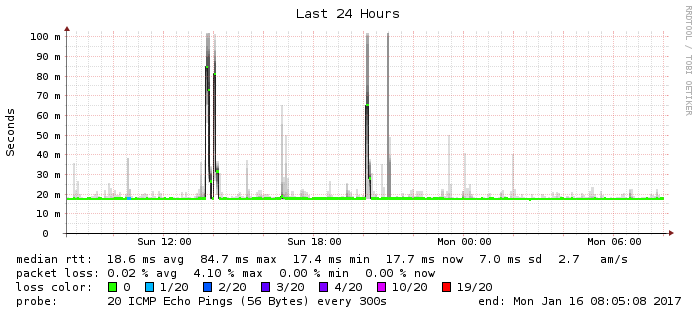 Last 24 Hours
RRDTOOL / TOBI OETIKER
Seconds
100 m
90 m
80 m
70 m
60 m
50 m
40 m
30 m
20 m
10 m
0
Sun 12:00 Sun 18:00 Mon 00:00 Mon 06:00
median rtt: 18.6 ms avg 84.7 ms max 17.4 ms min 17.7 ms now 7.0 ms sd 2.7 am/s
packet loss: 0.02 % avg 4.10 % max 0.00 % min 0.00 % now
loss color: 0 1/20 2/20 3/20 4/20 10/20 19/20
probe: 20 ICMP Echo Pings (56 Bytes) every 300s end: Mon Jan 16 08:05:08 2017